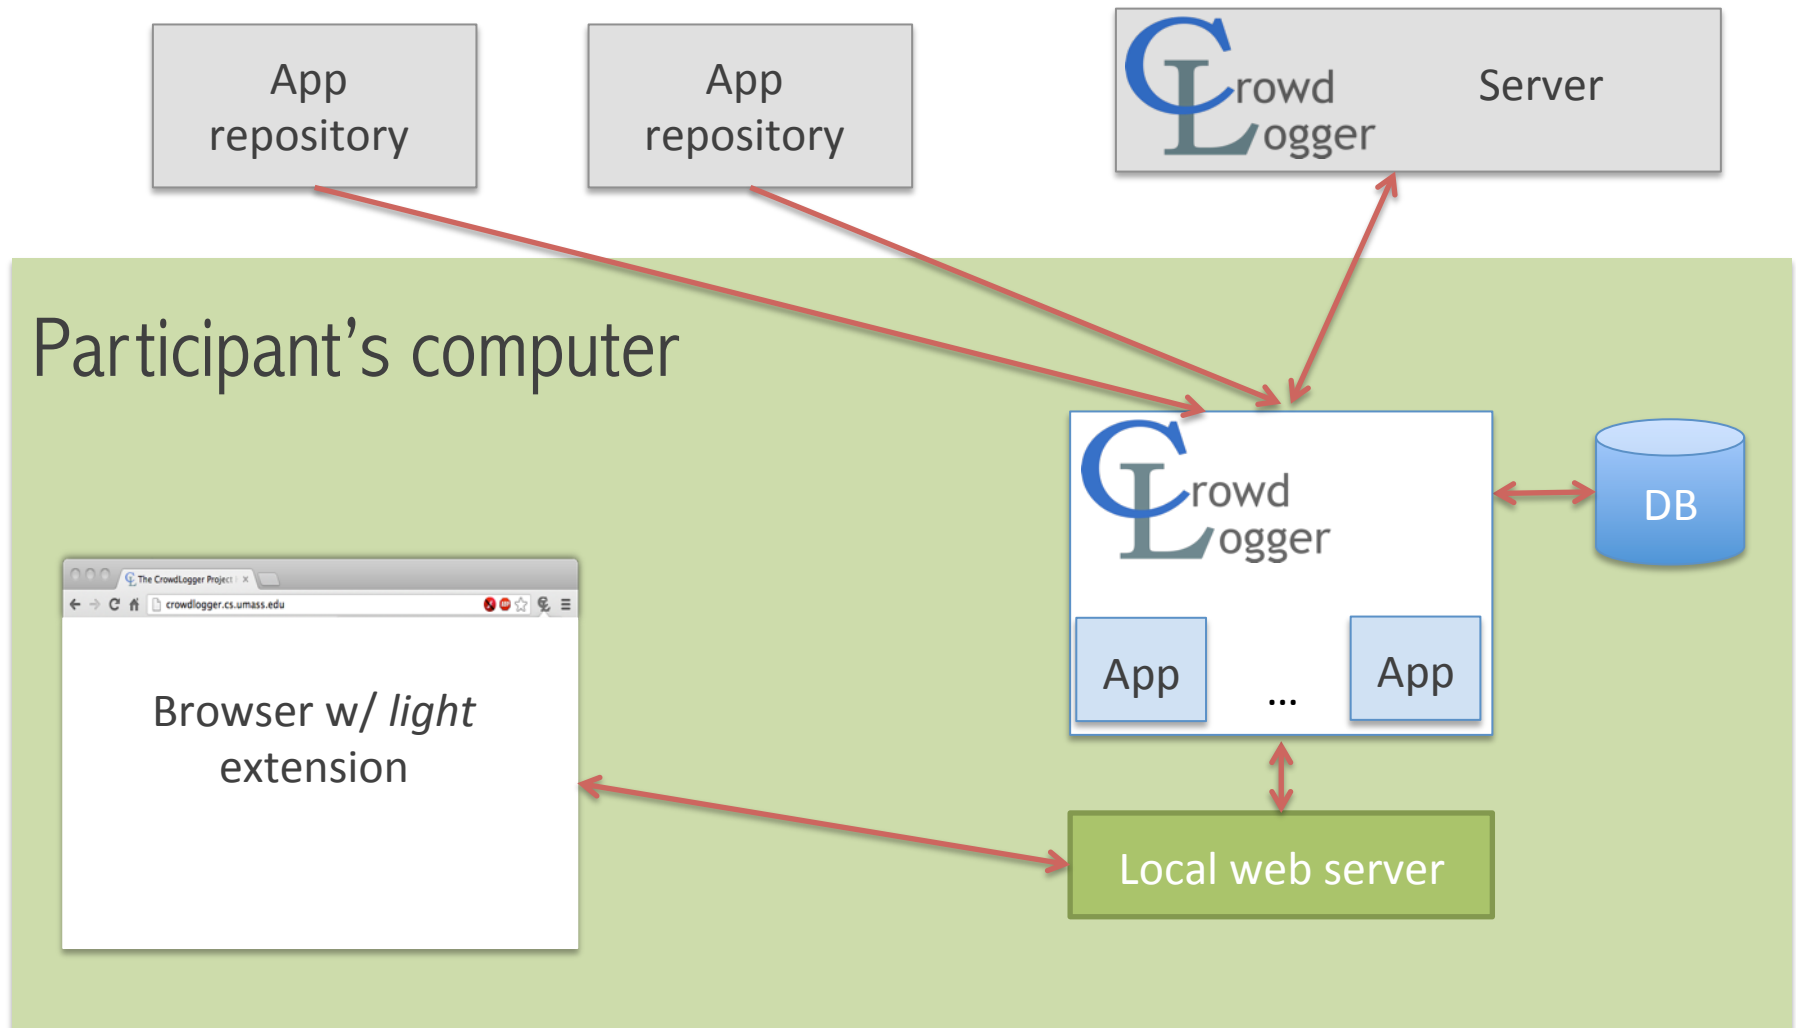 App
repository
App
repository
Crowd
Logger
Server
Participant's computer
Crowd
Logger
DB
App
...
App
The CrowdLogger Project
crowdlogger.cs.umass.edu
Browser w/ light
extension
Local web server